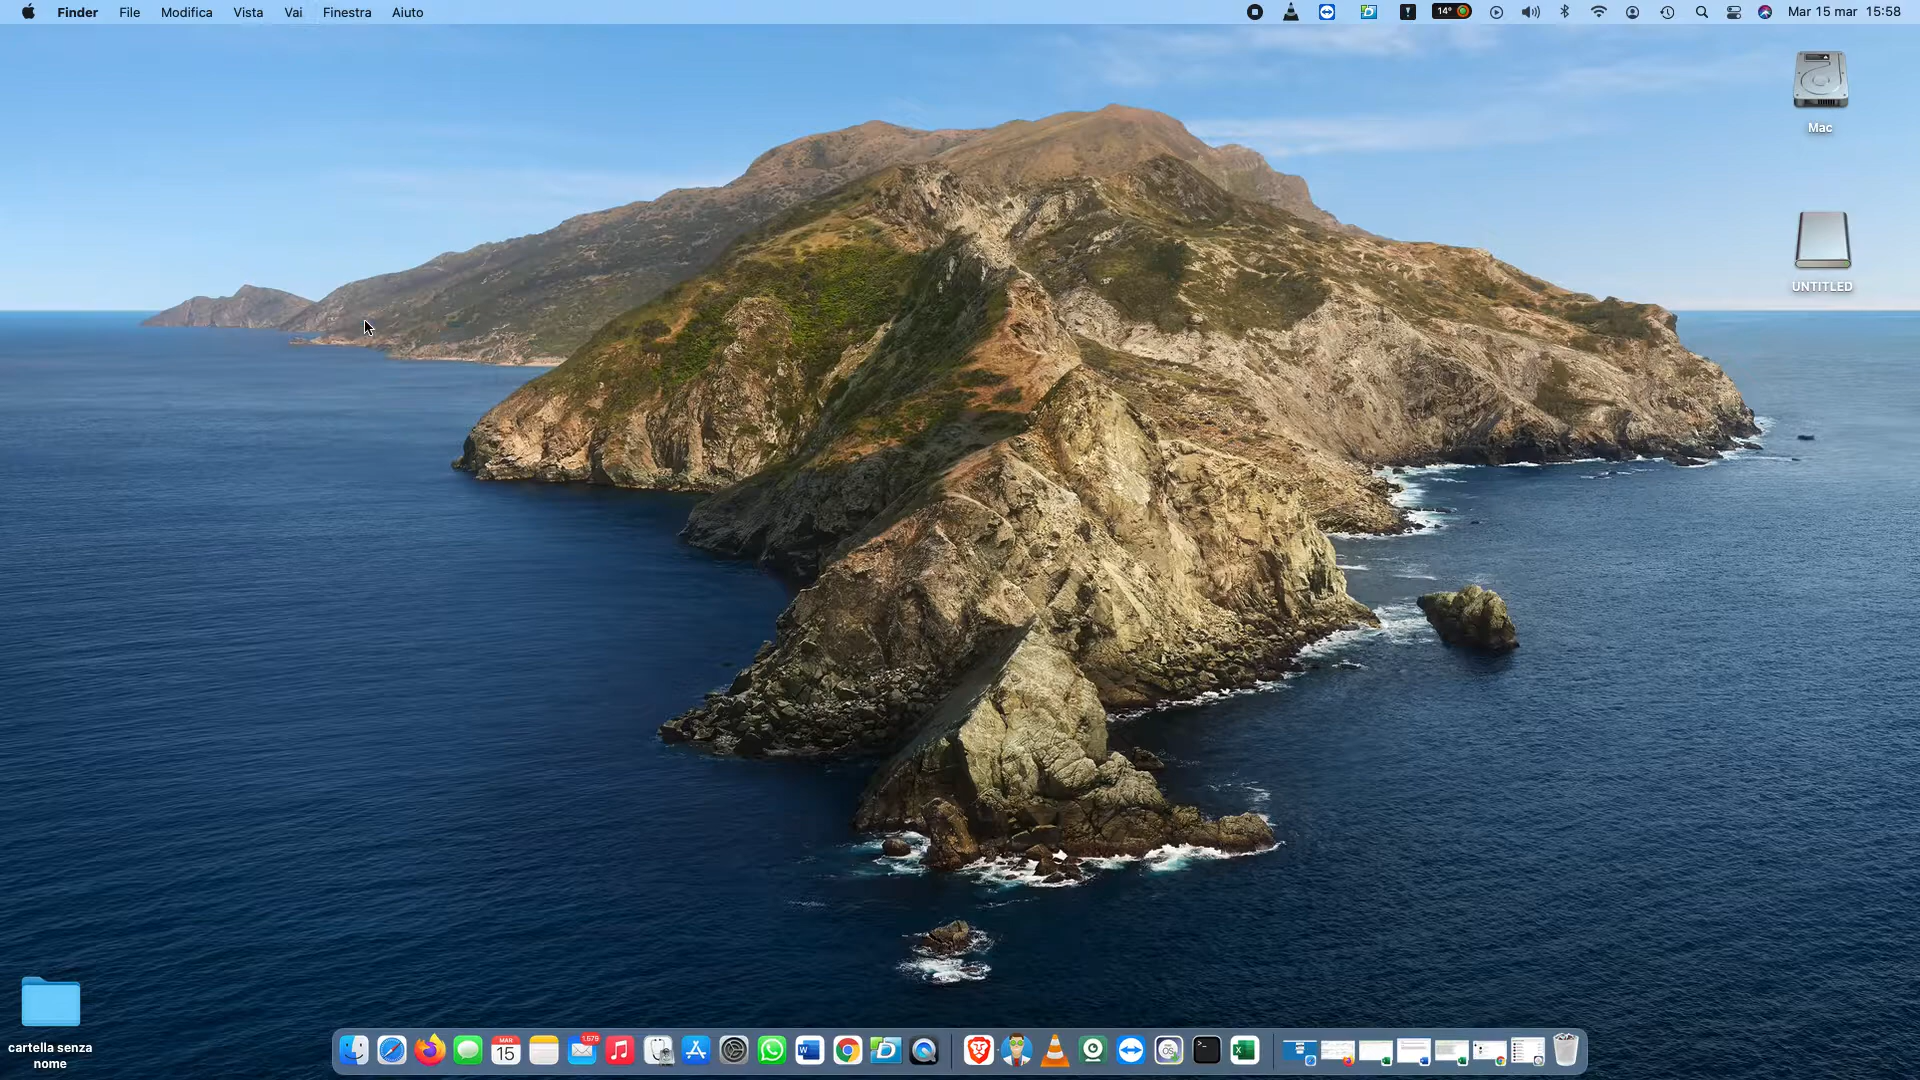 Finder File Modifica Vista Vai Finestra Aiuto
14° Mar 15 mar 15:58
Mac
UNTITLED
cartella senza
nome
MAR
15